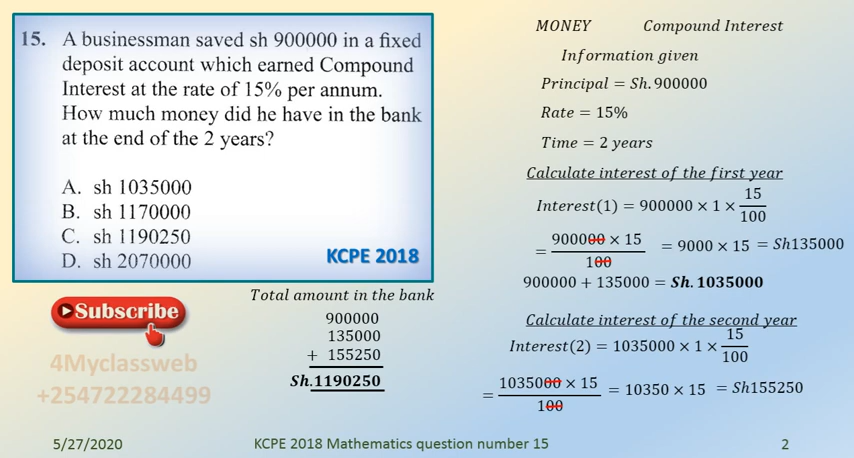 15. A businessman saved sh 900000 in a fixed
deposit account which earned Compound
Interest at the rate of 15% per annum.
How much money did he have in the bank
at the end of the 2 years?
A. sh 1035000
B. sh 1170000
C. sh 1190250
D. sh 2070000
KCPE 2018
Subscribe
4Myclassweb
+254722284499
Total amount in the bank
900000
135000
+ 155250
Sh.1190250
MONEY Compound Interest
Information given
Principal = Sh.900000
Rate = 15%
Time = 2 years
Calculate interest of the first year
Interest(1) = 900000 × 1 × 15/100
= 900000 × 15/100 = 9000 × 15 = Sh135000
900000 + 135000 = Sh.1035000
Calculate interest of the second year
Interest(2) = 1035000 × 1 × 15/100
= 1035000 × 15/100 = 10350 × 15 = Sh155250
5/27/2020 KCPE 2018 Mathematics question number 15 2